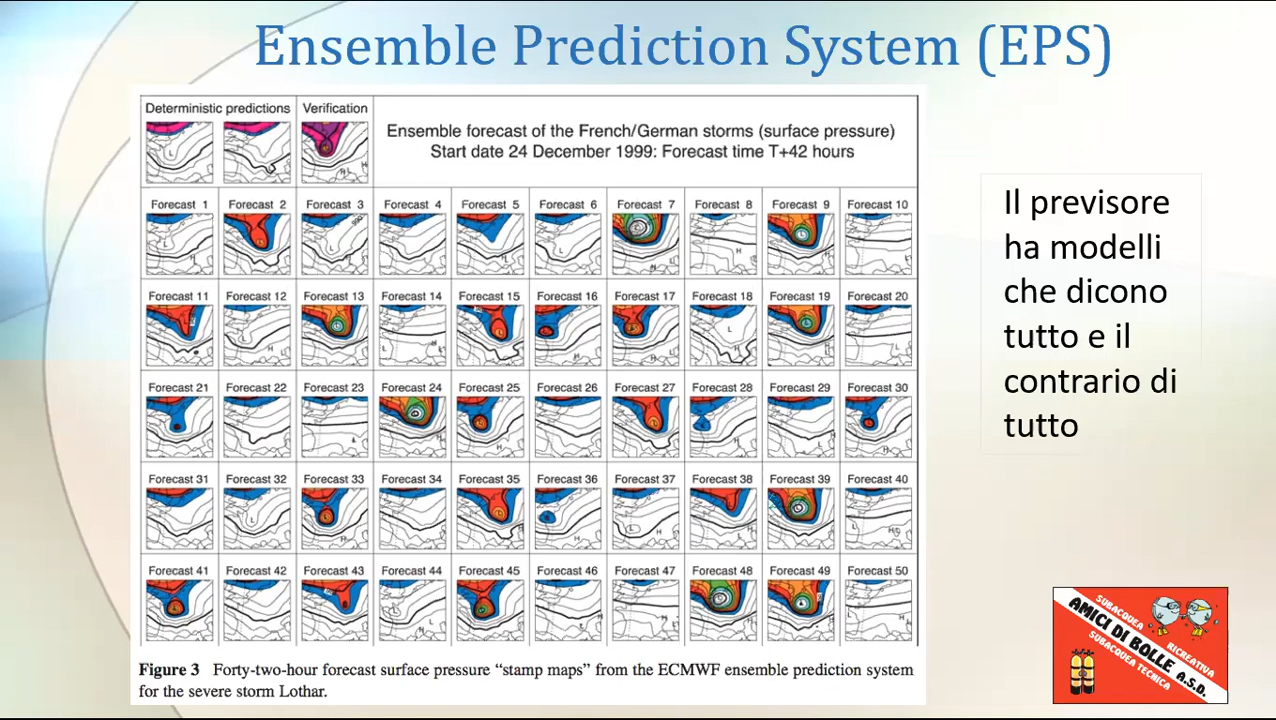 Ensemble Prediction System (EPS)
Deterministic predictions Verification
Ensemble forecast of the French/German storms (surface pressure)
Start date 24 December 1999: Forecast time T+42 hours
Forecast 1 Forecast 2 Forecast 3 Forecast 4 Forecast 5 Forecast 6 Forecast 7 Forecast 8 Forecast 9 Forecast 10
Forecast 11 Forecast 12 Forecast 13 Forecast 14 Forecast 15 Forecast 16 Forecast 17 Forecast 18 Forecast 19 Forecast 20
Forecast 21 Forecast 22 Forecast 23 Forecast 24 Forecast 25 Forecast 26 Forecast 27 Forecast 28 Forecast 29 Forecast 30
Forecast 31 Forecast 32 Forecast 33 Forecast 34 Forecast 35 Forecast 36 Forecast 37 Forecast 38 Forecast 39 Forecast 40
Forecast 41 Forecast 42 Forecast 43 Forecast 44 Forecast 45 Forecast 46 Forecast 47 Forecast 48 Forecast 49 Forecast 50
Figure 3 Forty-two-hour forecast surface pressure “stamp maps” from the ECMWF ensemble prediction system
for the severe storm Lothar.
Il previsore
ha modelli
che dicono
tutto e il
contrario di
tutto
SUBACQUEA
RICREATIVA
AMICI DI BOLLE A.S.D.
SUBACQUEA
TECNICA